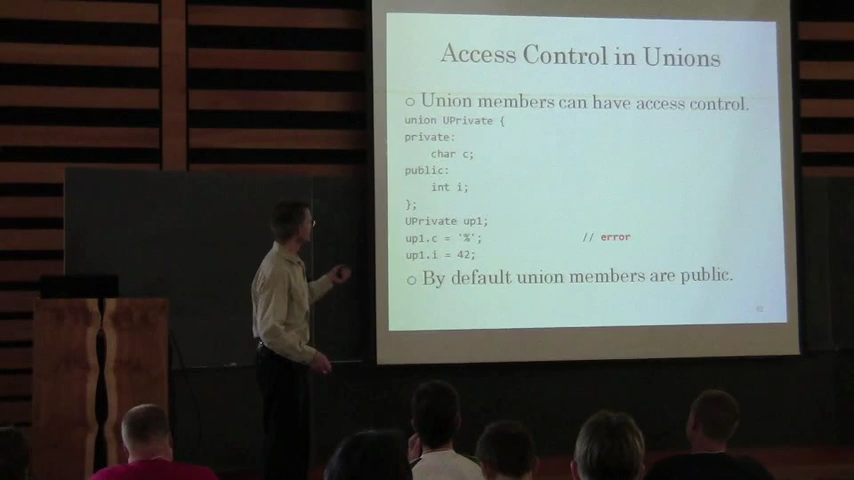 Access Control in Unions
○ Union members can have access control.
union UPrivate {
private:
char c;
public:
int i;
};
UPrivate up1;
up1.c = '%'; // error
up1.i = 42;
○ By default union members are public.